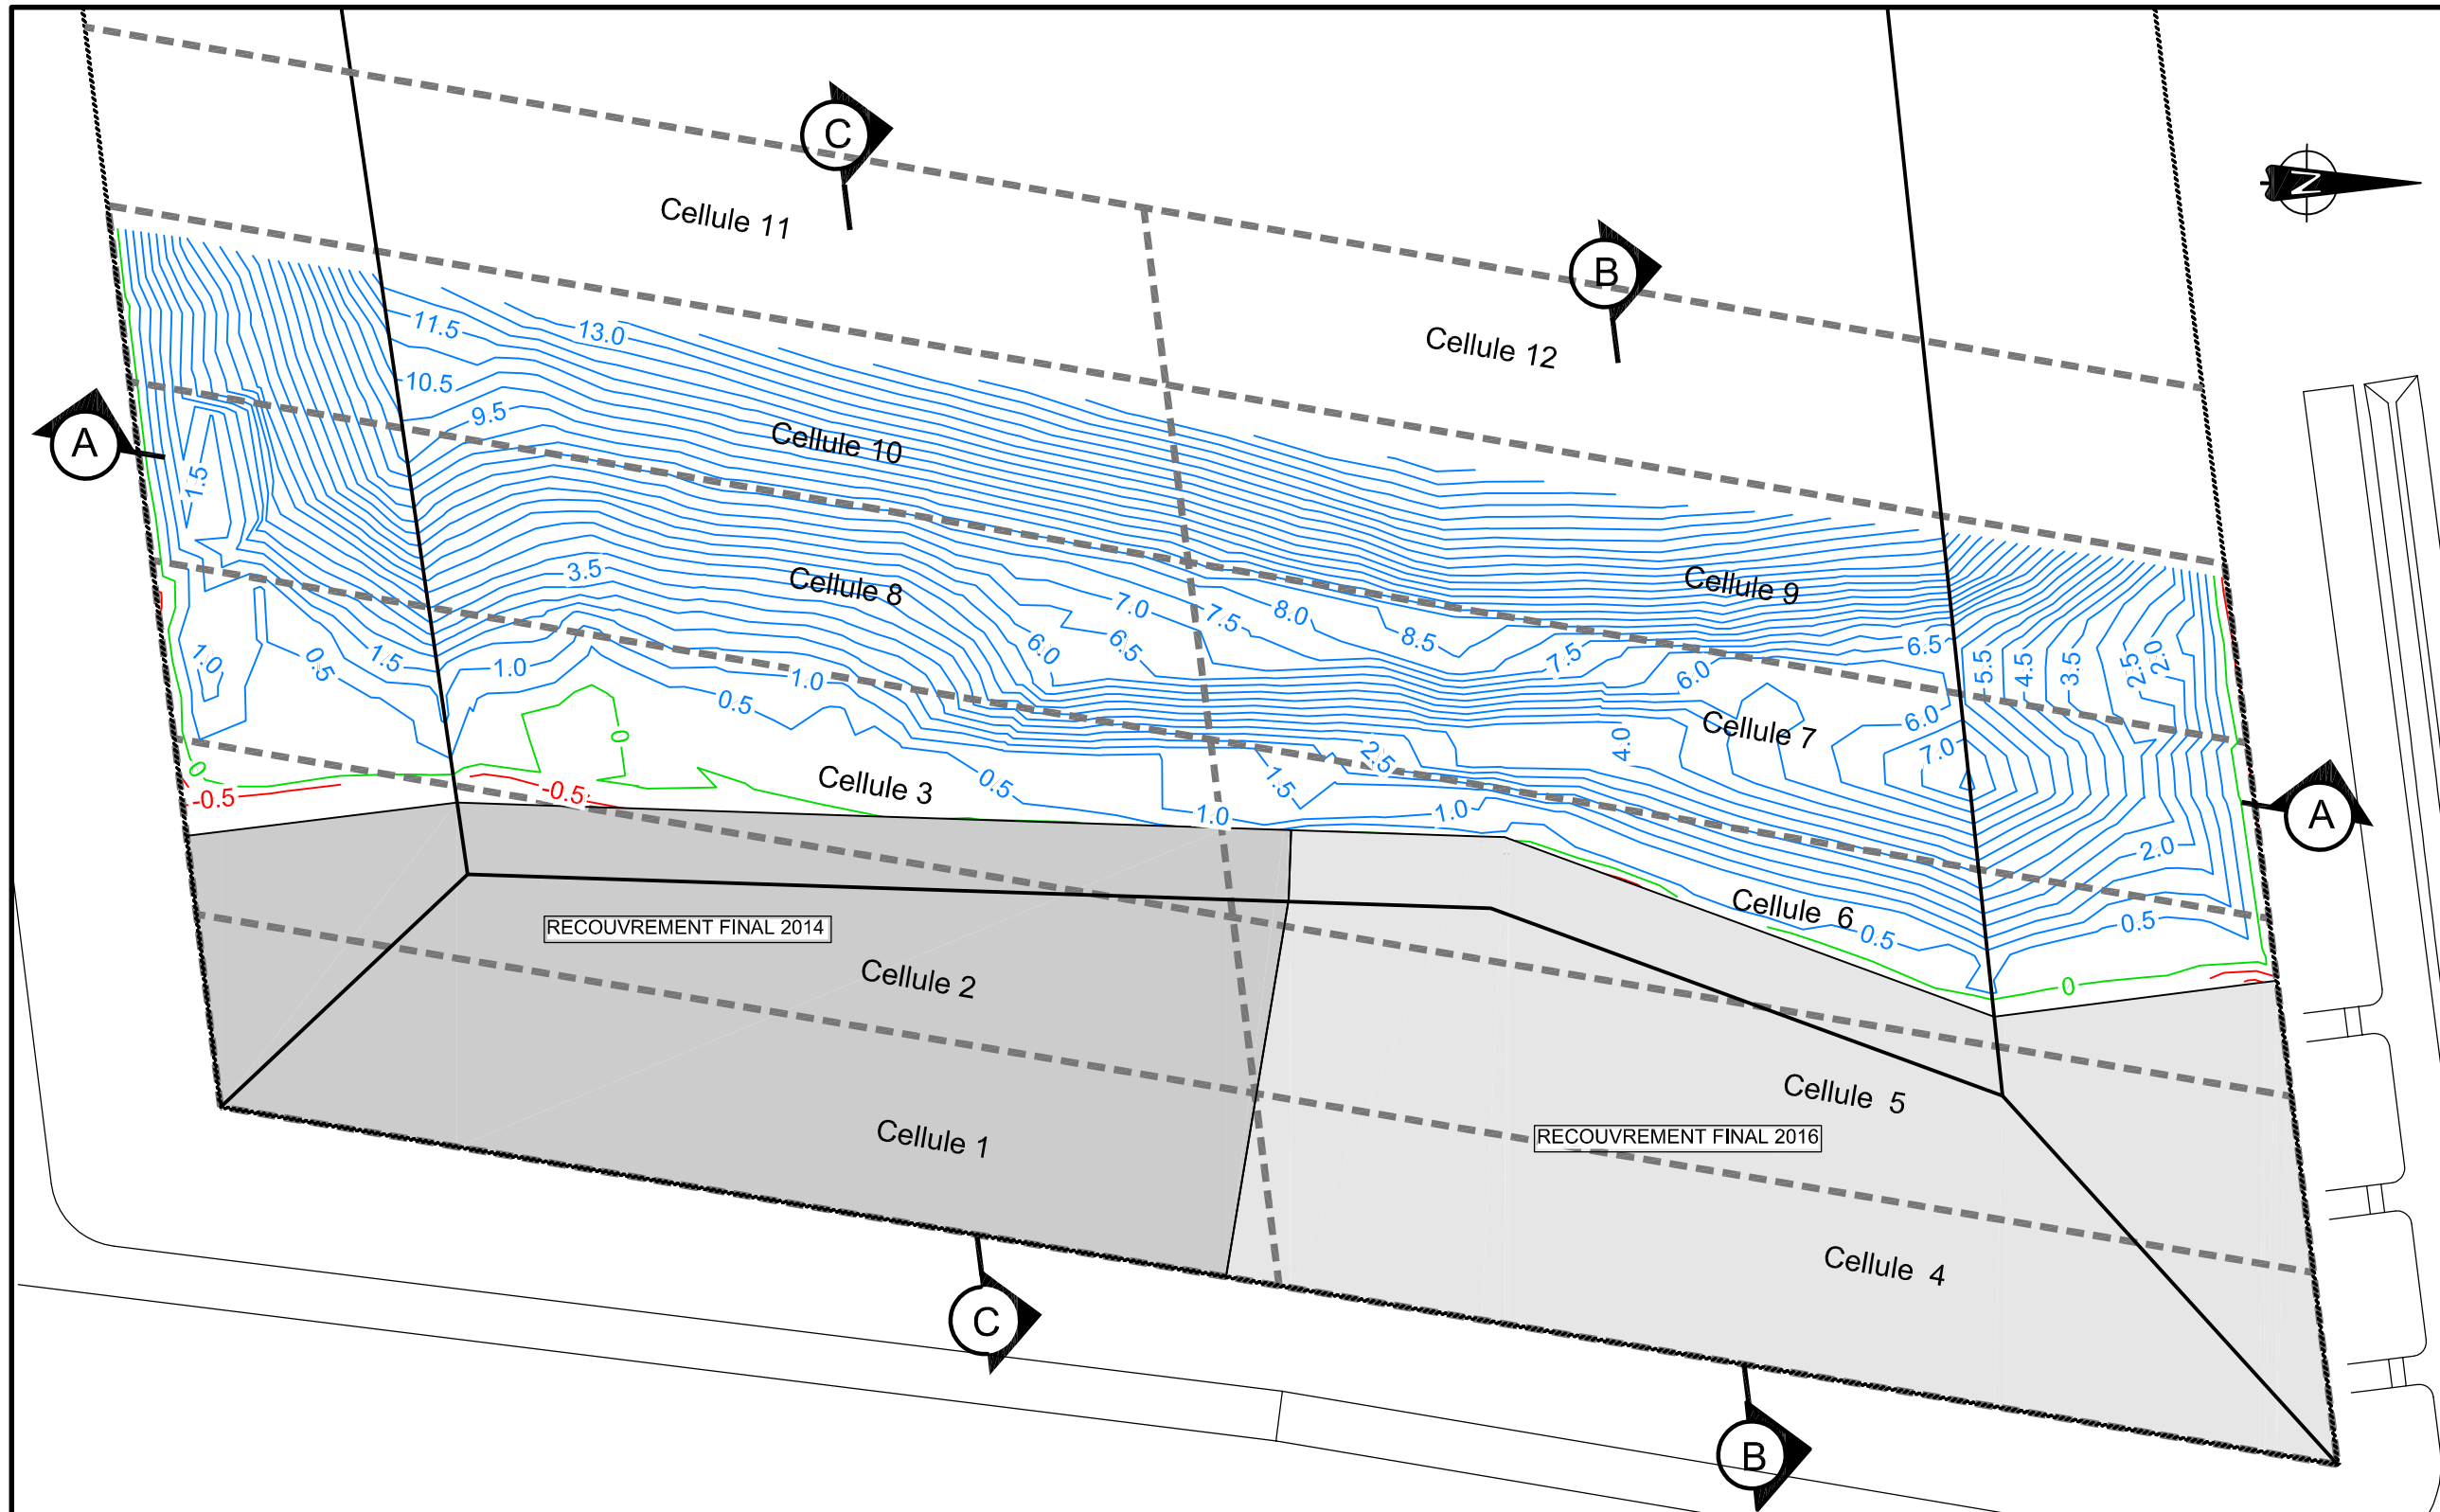 C
N
Cellule 11
B
Cellule 12
11.5
13.0
10.5
9.5
A
Cellule 10
1.5
3.5
Cellule 8
Cellule 9
7.0
7.5
8.0
8.5
6.0
6.5
7.5
6.0
6.5
5.5
4.5
3.5
2.5
2.0
1.0
0.5
1.5
1.0
1.0
0.5
0
Cellule 7
4.0
6.0
7.0
2.5
1.5
0
-0.5
-0.5
Cellule 3
0.5
1.0
1.0
A
2.0
Cellule 6
0.5
0.5
0
RECOUVREMENT FINAL 2014
Cellule 2
Cellule 5
Cellule 1
RECOUVREMENT FINAL 2016
Cellule 4
C
B